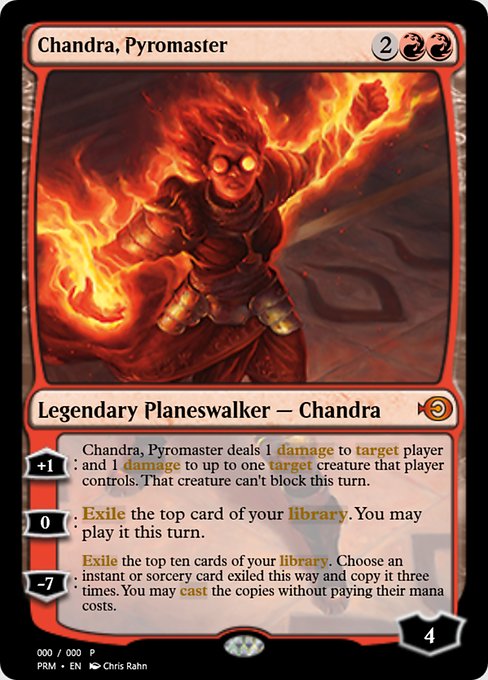 Chandra, Pyromaster
2
Legendary Planeswalker — Chandra
+1
: Chandra, Pyromaster deals 1 damage to target player
and 1 damage to up to one target creature that player
controls. That creature can't block this turn.
0
: Exile the top card of your library. You may
play it this turn.
-7
: Exile the top ten cards of your library. Choose an
instant or sorcery card exiled this way and copy it three
times. You may cast the copies without paying their mana
costs.
4
000 / 000 P
PRM • EN Chris Rahn